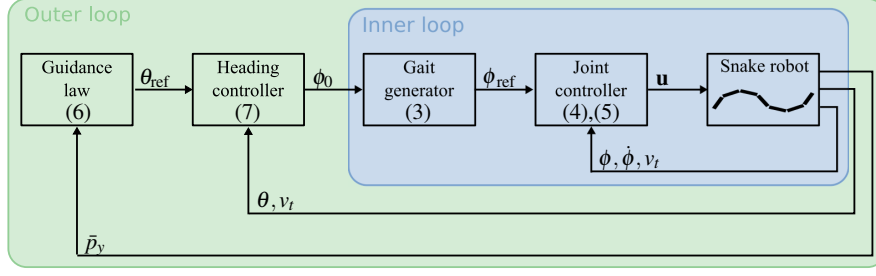 Outer loop
Inner loop
Guidance
law
(6)
θref
Heading
controller
(7)
ϕ0
Gait
generator
(3)
ϕref
Joint
controller
(4),(5)
u
Snake robot
ϕ, ϕ̇, vt
θ, vt
p̄y